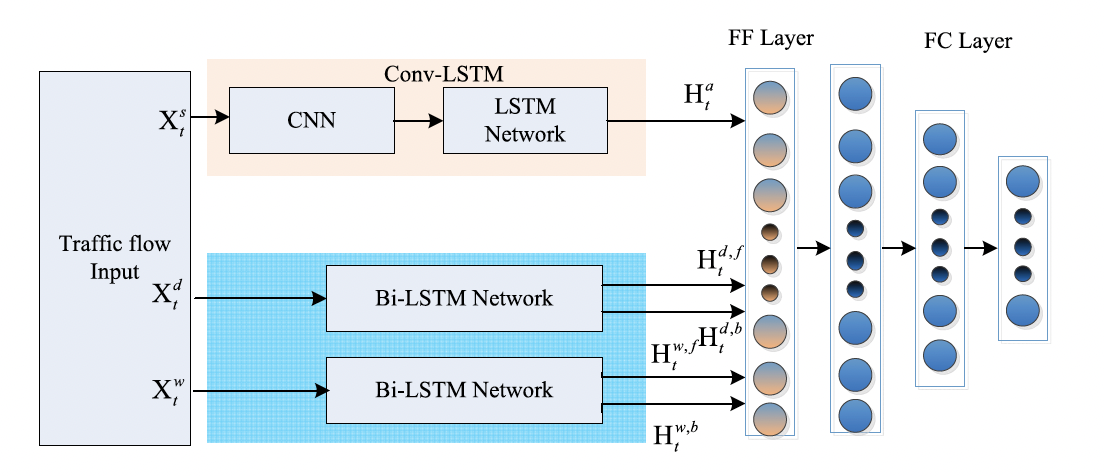 FF Layer
FC Layer
Conv-LSTM
X_t^s
CNN
LSTM
Network
H_t^a
Traffic flow
Input
X_t^d
Bi-LSTM Network
H_t^{d,f}
H_t^{d,b}
H_t^{w,f}
X_t^w
Bi-LSTM Network
H_t^{w,b}